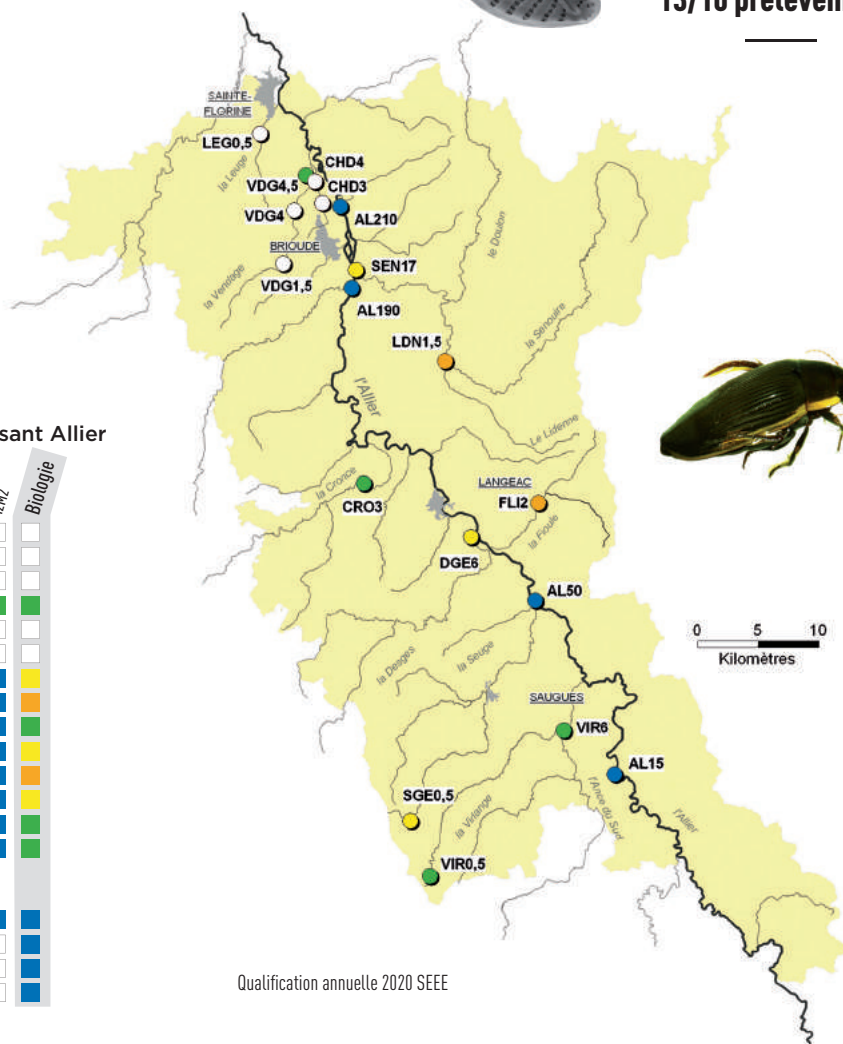 SAINTE-
FLORINE
LEG0,5
la Leuge
CHD4
VDG4,5
CHD3
VDG4
AL210
BRIOUDE
SEN17
VDG1,5
la Vendage
AL190
le Doulon
la Senouire
LDN1,5
l'Allier
Le Lidenne
sant Allier
Biologie
la Cronce
CRO3
LANGEAC
FLI2
la Fioule
DGE6
AL50
0 5 10
Kilomètres
la Desges
la Seuge
SAUGUES
VIR6
AL15
SGE0,5
la Virlange
l'Ance du Sud
l'Allier
VIR0,5
Qualification annuelle 2020 SEEE